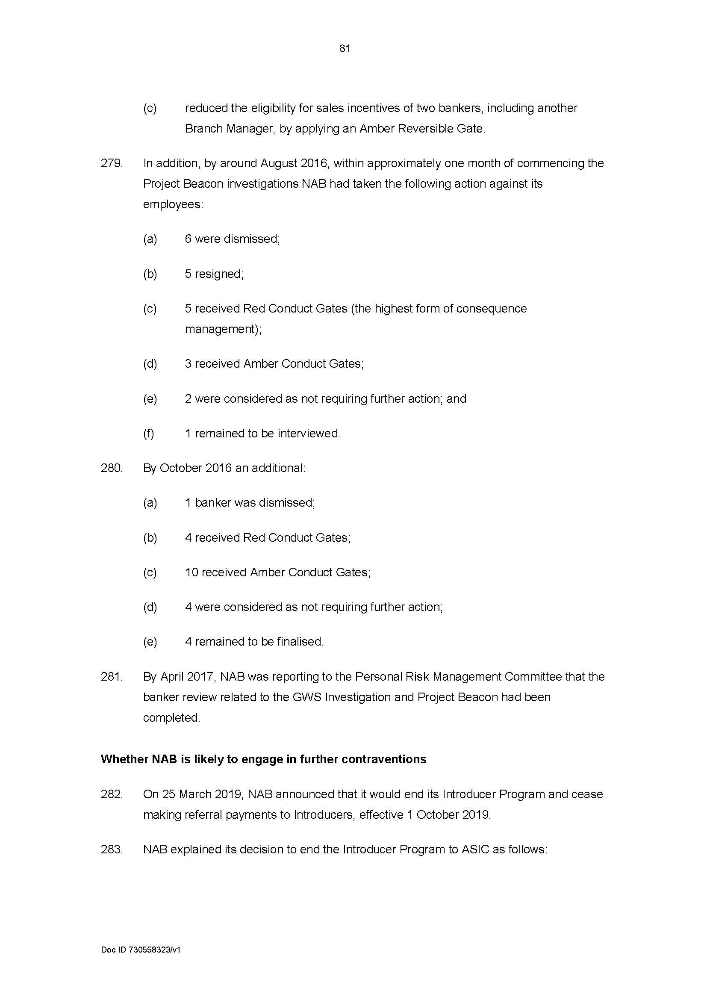 81
(c) reduced the eligibility for sales incentives of two bankers, including another
Branch Manager, by applying an Amber Reversible Gate.
279. In addition, by around August 2016, within approximately one month of commencing the
Project Beacon investigations NAB had taken the following action against its
employees:
(a) 6 were dismissed;
(b) 5 resigned;
(c) 5 received Red Conduct Gates (the highest form of consequence
management);
(d) 3 received Amber Conduct Gates;
(e) 2 were considered as not requiring further action; and
(f) 1 remained to be interviewed.
280. By October 2016 an additional:
(a) 1 banker was dismissed;
(b) 4 received Red Conduct Gates;
(c) 10 received Amber Conduct Gates;
(d) 4 were considered as not requiring further action;
(e) 4 remained to be finalised.
281. By April 2017, NAB was reporting to the Personal Risk Management Committee that the
banker review related to the GWS Investigation and Project Beacon had been
completed.
Whether NAB is likely to engage in further contraventions
282. On 25 March 2019, NAB announced that it would end its Introducer Program and cease
making referral payments to Introducers, effective 1 October 2019.
283. NAB explained its decision to end the Introducer Program to ASIC as follows:
Doc ID 730558323/v1